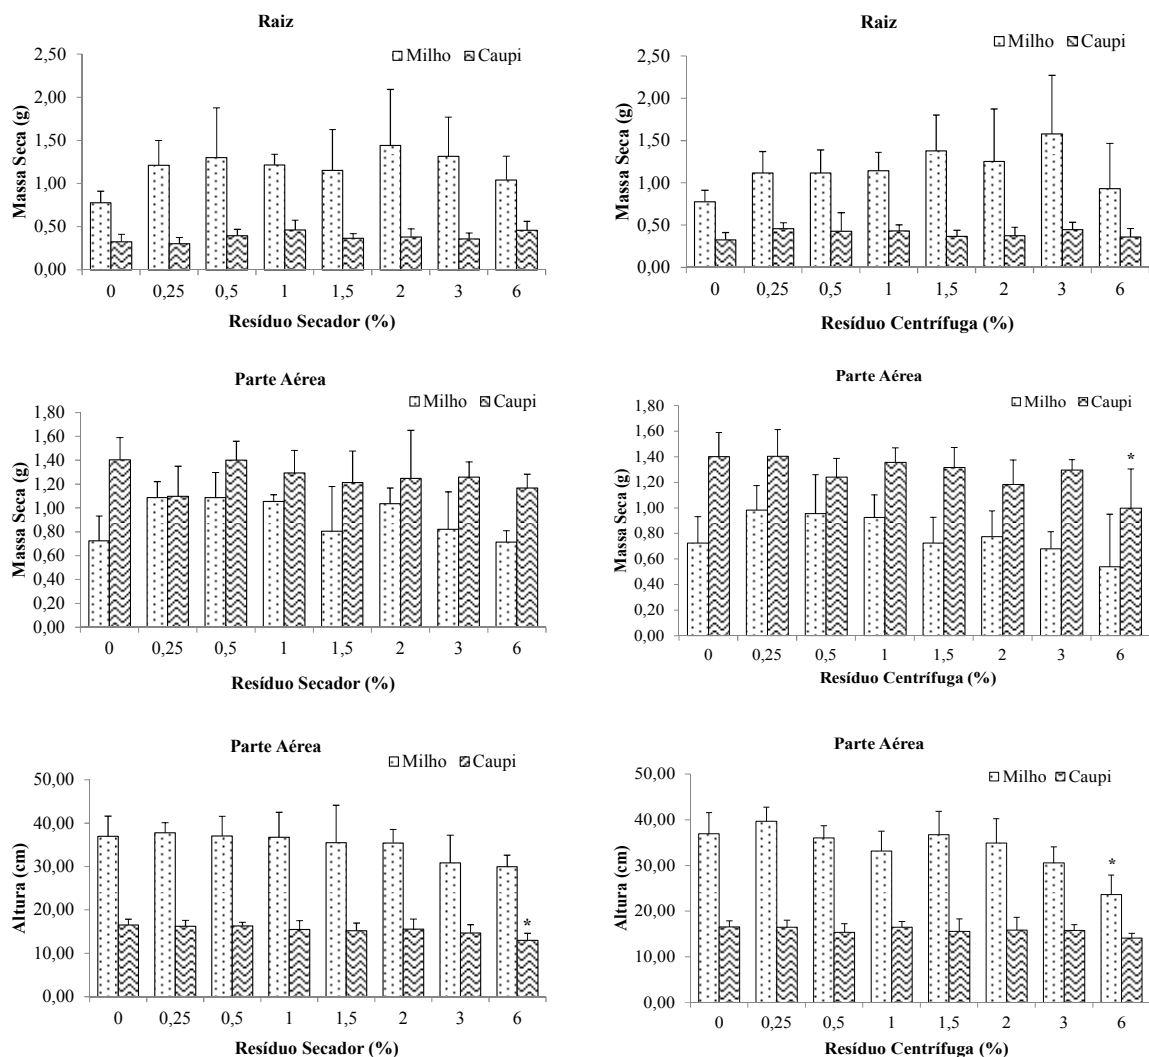 Raiz
Milho Caupi
2,50
2,00
1,50
1,00
0,50
0,00
Massa Seca (g)
0 0,25 0,5 1 1,5 2 3 6
Resíduo Secador (%)
Raiz
Milho Caupi
2,50
2,00
1,50
1,00
0,50
0,00
Massa Seca (g)
0 0,25 0,5 1 1,5 2 3 6
Resíduo Centrífuga (%)
Parte Aérea
Milho Caupi
1,80
1,60
1,40
1,20
1,00
0,80
0,60
0,40
0,20
0,00
Massa Seca (g)
0 0,25 0,5 1 1,5 2 3 6
Resíduo Secador (%)
Parte Aérea
Milho Caupi
1,80
1,60
1,40
1,20
1,00
0,80
0,60
0,40
0,20
0,00
Massa Seca (g)
*
0 0,25 0,5 1 1,5 2 3 6
Resíduo Centrífuga (%)
Parte Aérea
Milho Caupi
50,00
40,00
30,00
20,00
10,00
0,00
Altura (cm)
*
0 0,25 0,5 1 1,5 2 3 6
Resíduo Secador (%)
Parte Aérea
Milho Caupi
50,00
40,00
30,00
20,00
10,00
0,00
Altura (cm)
*
0 0,25 0,5 1 1,5 2 3 6
Resíduo Centrífuga (%)